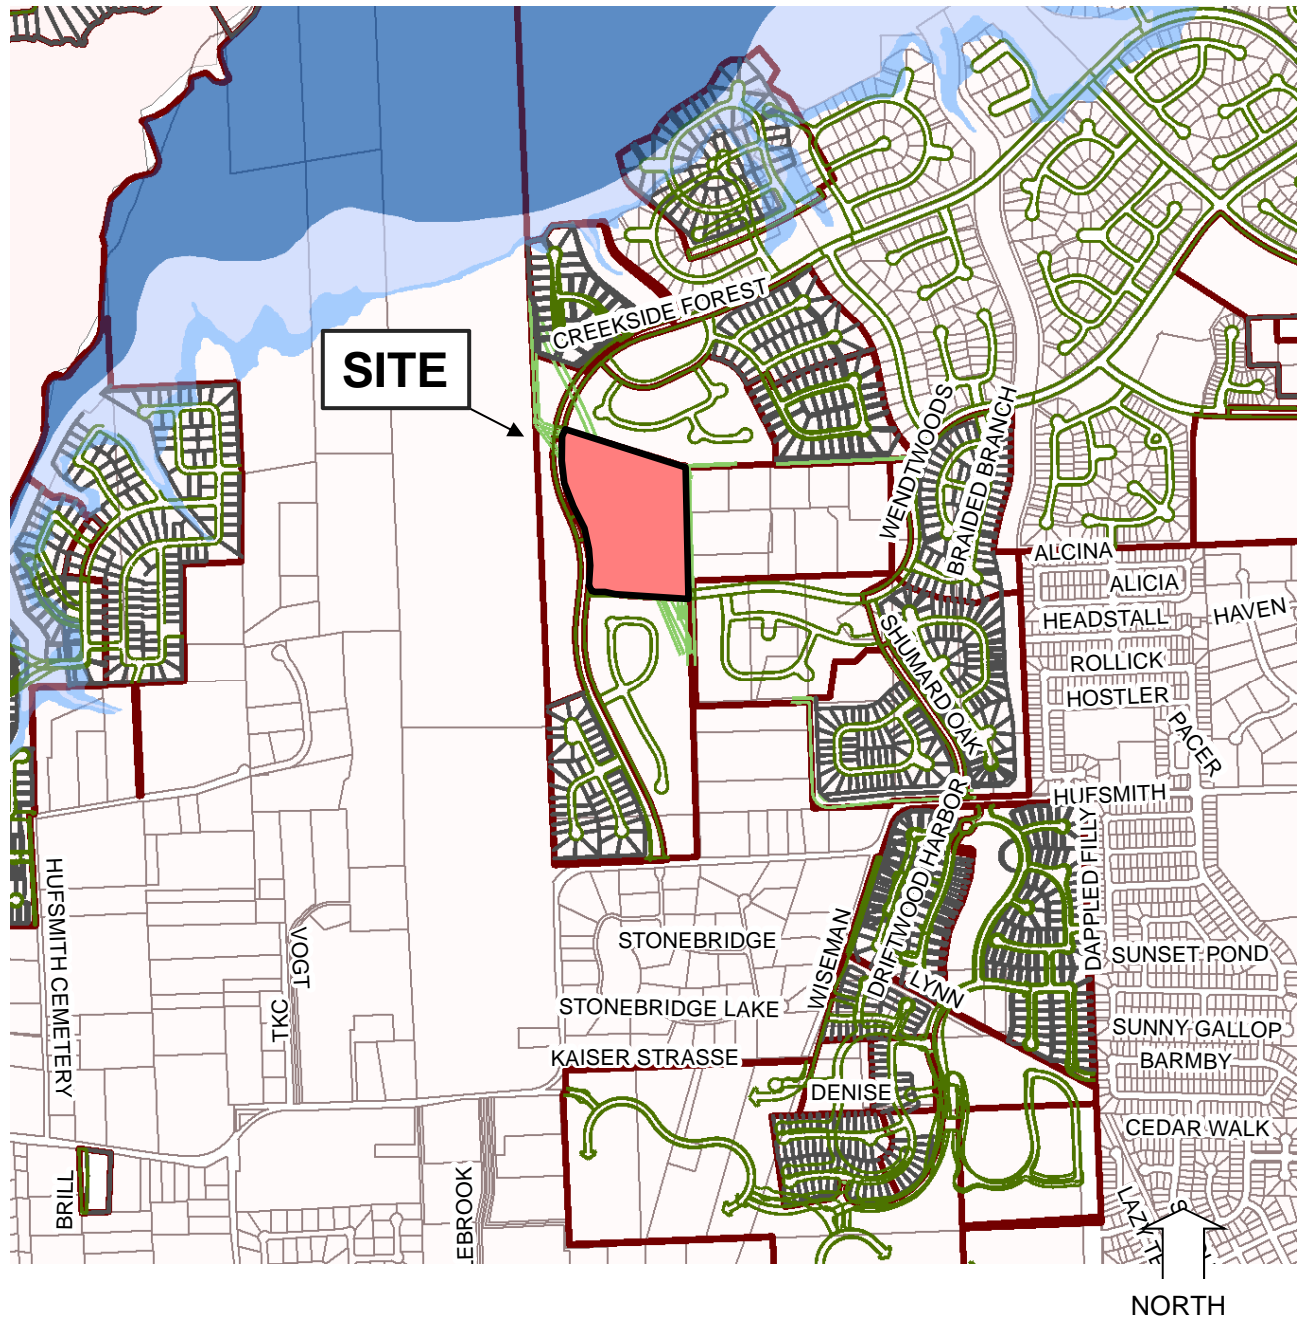 CREEKSIDE FOREST
SITE
WENDTWOODS
BRAIDED BRANCH
ALCINA
ALICIA
HEADSTALL
HAVEN
SHUMARD OAKS
ROLLICK
HOSTLER
PACER
HUFSMITH
DRIFTWOOD HARBOR
DAPPLED FILLY
HUFSMITH CEMETERY
VOGT
TKC
STONEBRIDGE
WISEMAN
LYNN
SUNSET POND
STONEBRIDGE LAKE
SUNNY GALLOP
KAISER STRASSE
BARMBY
DENISE
CEDAR WALK
BRILL
LEBROOK
NORTH